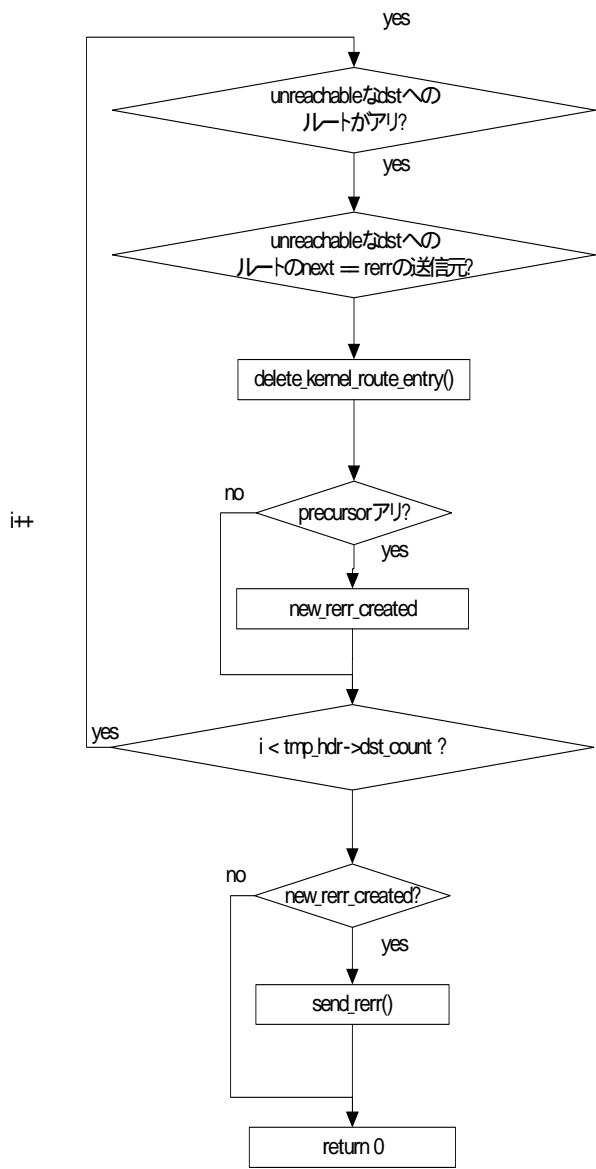 yes
unreachableなdstへの
ルートがアリ?
yes
unreachableなdstへの
ルートのnext == rerrの送信元?
delete_kernel_route_entry()
no
precursorアリ?
yes
i++
new_rerr_created
yes
i < tmp_hdr->dst_count ?
no
new_rerr_created?
yes
send_rerr()
return 0